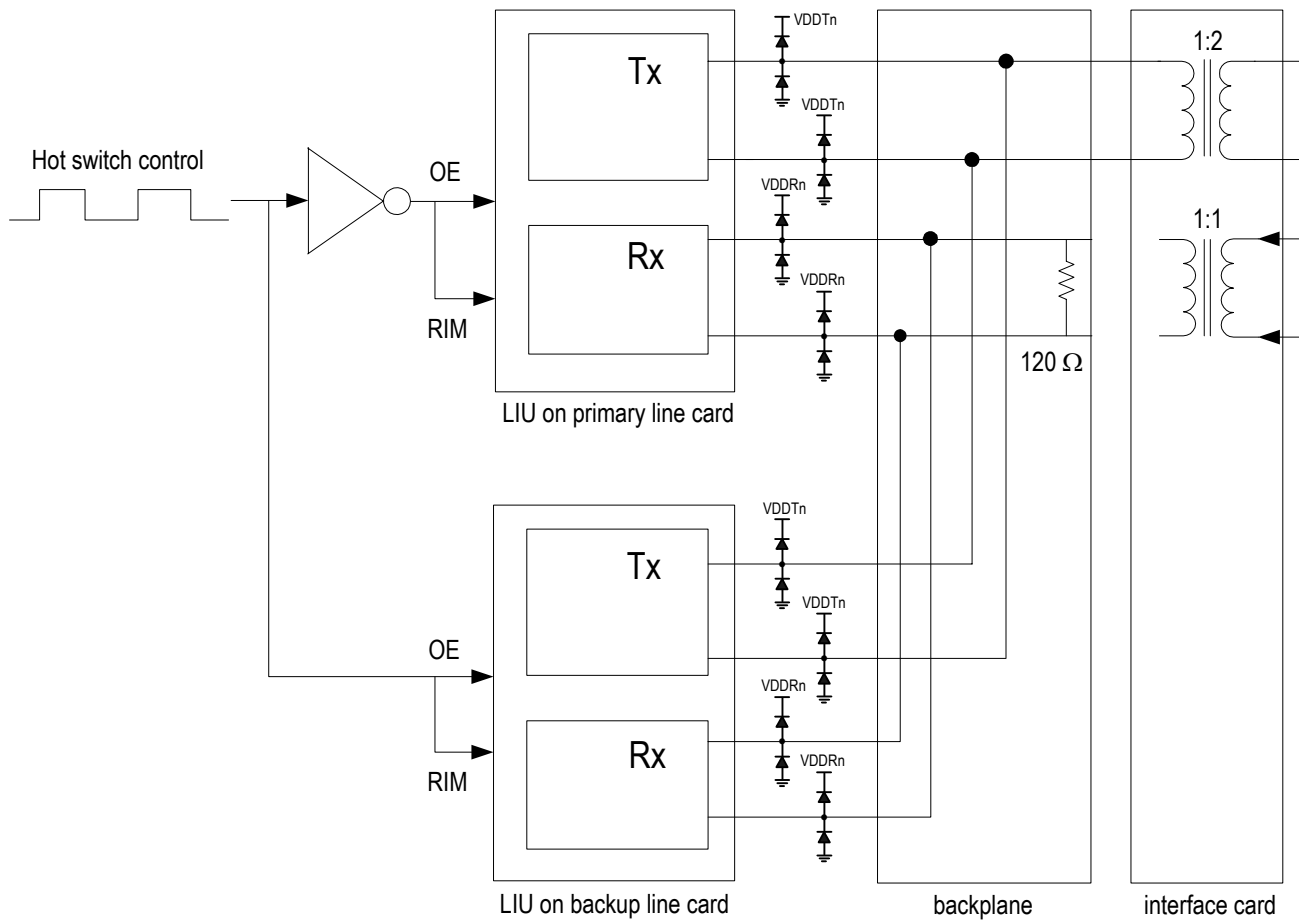 VDDTn
1:2
Tx
VDDTn
Hot switch control
OE
VDDRn
1:1
Rx
VDDRn
RIM
120 Ω
LIU on primary line card
VDDTn
Tx
VDDTn
OE
VDDRn
Rx
VDDRn
RIM
LIU on backup line card
backplane
interface card